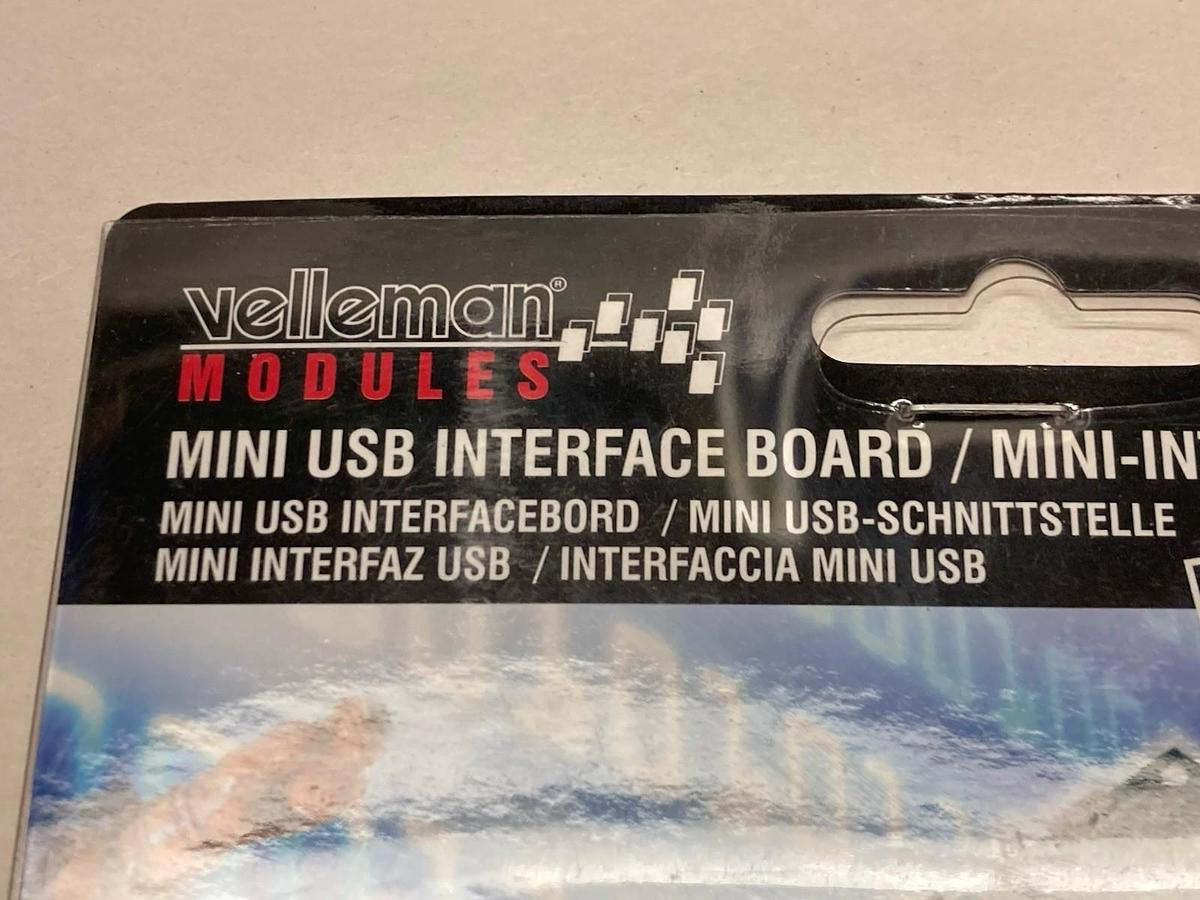 velleman®
MODULES
MINI USB INTERFACE BOARD / MINI-IN
MINI USB INTERFACEBORD / MINI USB-SCHNITTSTELLE
MINI INTERFAZ USB / INTERFACCIA MINI USB